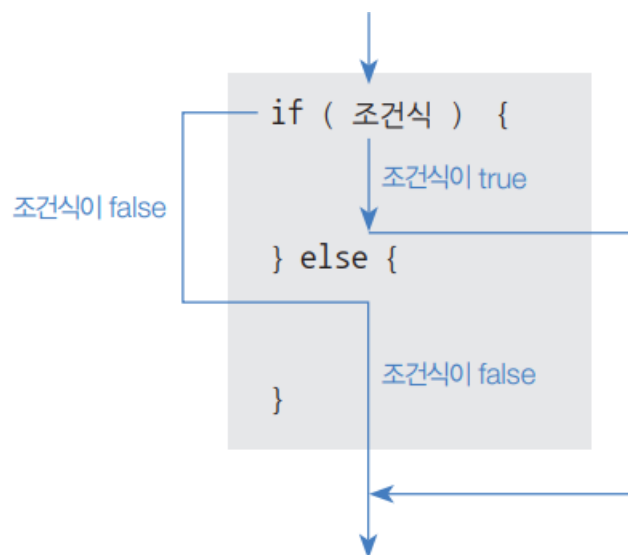 if ( 조건식 ) {
조건식이 true
조건식이 false
} else {
조건식이 false
}